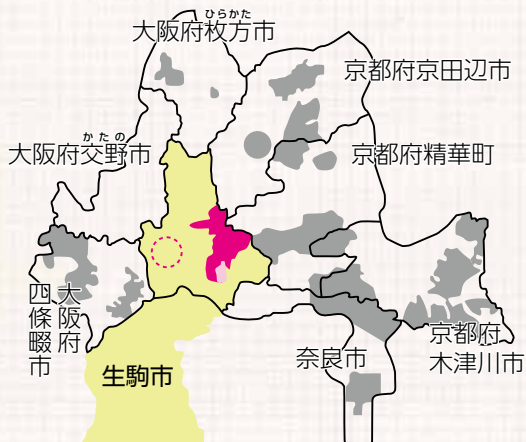 ひらかた
大阪府枚方市
京都府京田辺市
かたの
大阪府交野市
京都府精華町
大阪府
四條畷市
京都府
木津川市
奈良市
生駒市